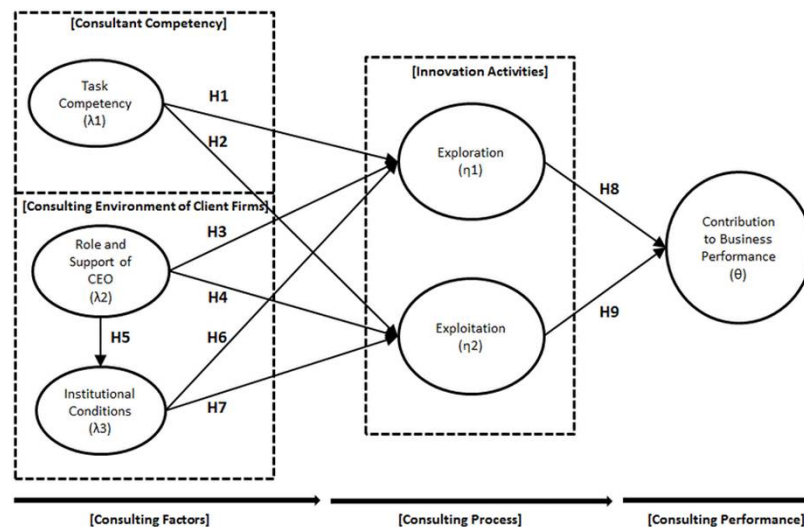 [Consultant Competency]
Task
Competency
(λ1)
H1
H2
[Innovation Activities]
Exploration
(η1)
[Consulting Environment of Client Firms]
Role and
Support of
CEO
(λ2)
H3
H4
H5
H6
H7
Institutional
Conditions
(λ3)
Exploitation
(η2)
H8
H9
Contribution
to Business
Performance
(θ)
[Consulting Factors]
[Consulting Process]
[Consulting Performance]